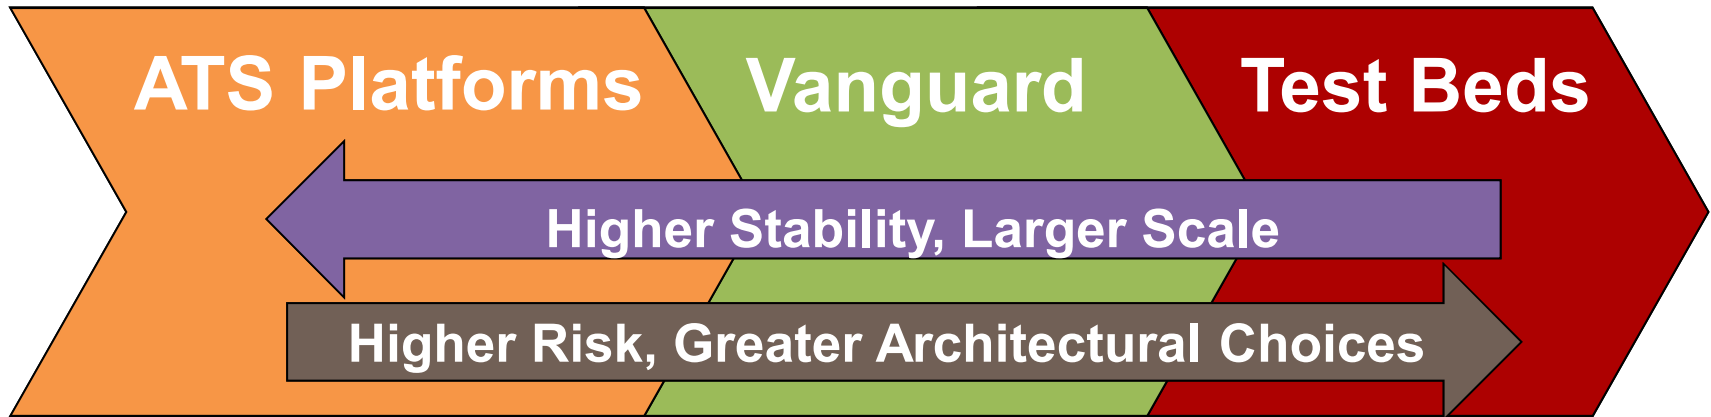 ATS Platforms
Vanguard
Test Beds
Higher Stability, Larger Scale
Higher Risk, Greater Architectural Choices